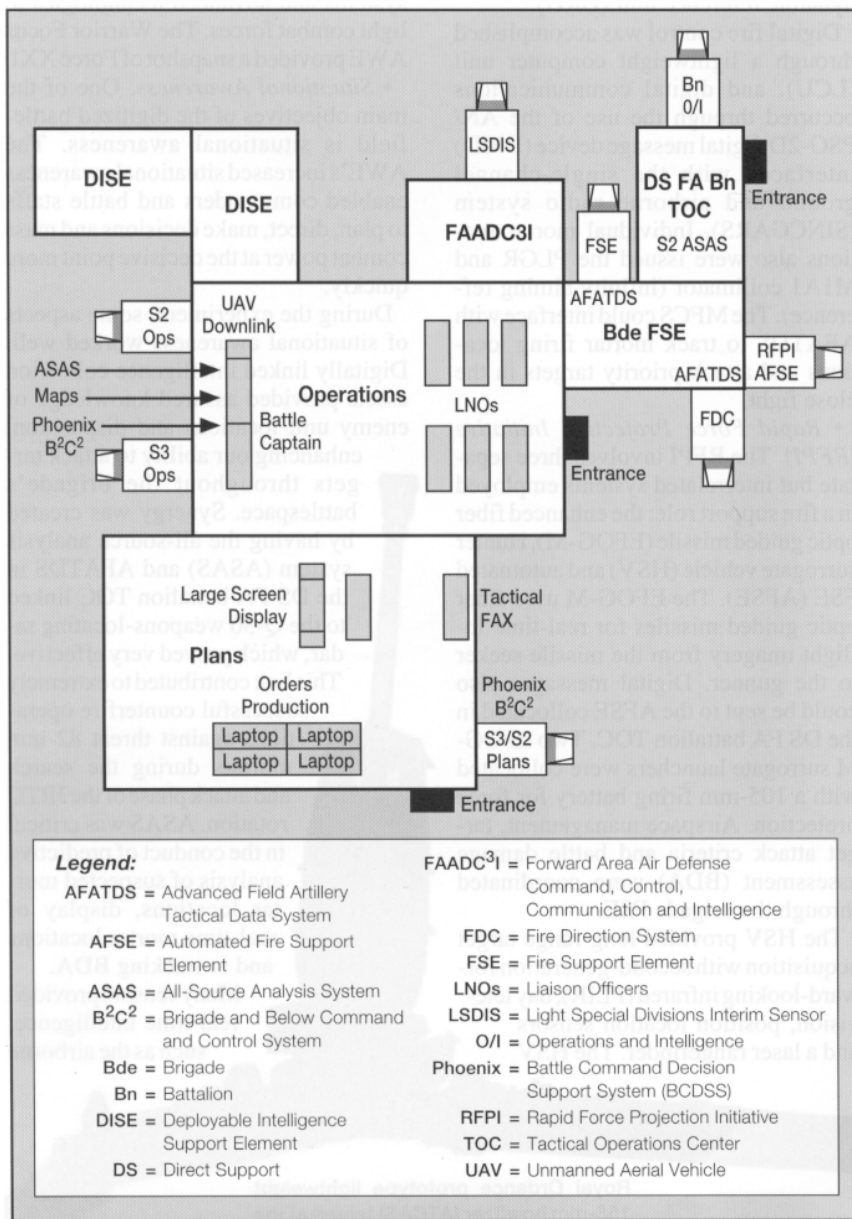 DISE
DISE
LSDIS
FAADC3I
FSE
Bn
O/I
DS FA Bn
TOC
S2 ASAS
Entrance
S2
Ops
UAV
Downlink
ASAS
Maps
Phoenix
B²C²
S3
Ops
Operations
Battle
Captain
LNOs
AFATDS
Bde FSE
AFATDS
RFPI
AFSE
FDC
Entrance
Large Screen
Display
Plans
Tactical
FAX
Orders
Production
Laptop Laptop
Laptop Laptop
Phoenix
B²C²
S3/S2
Plans
Entrance
Legend:
AFATDS = Advanced Field Artillery
Tactical Data System
AFSE = Automated Fire Support
Element
ASAS = All-Source Analysis System
B²C² = Brigade and Below Command
and Control System
Bde = Brigade
Bn = Battalion
DISE = Deployable Intelligence
Support Element
DS = Direct Support
FAADC³I = Forward Area Air Defense
Command, Control,
Communication and Intelligence
FDC = Fire Direction System
FSE = Fire Support Element
LNOs = Liaison Officers
LSDIS = Light Special Divisions Interim Sensor
O/I = Operations and Intelligence
Phoenix = Battle Command Decision
Support System (BCDSS)
RFPI = Rapid Force Projection Initiative
TOC = Tactical Operations Center
UAV = Unmanned Aerial Vehicle